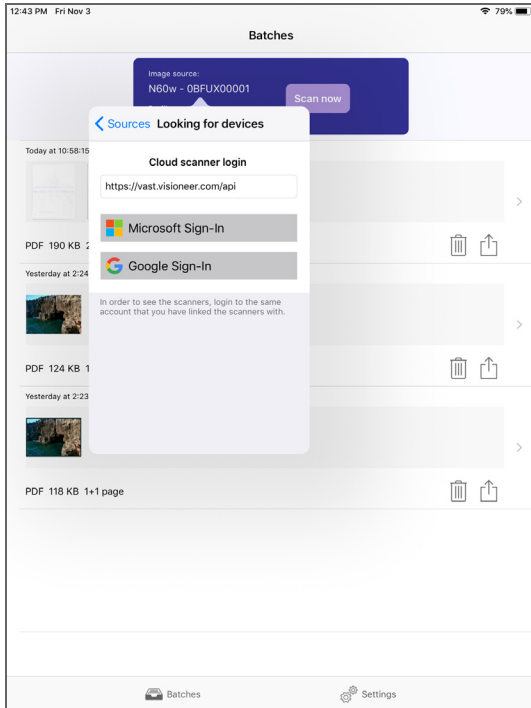 12:43 PM Fri Nov 3
79%
Batches
Image source:
N60w - 0BFUX00001
Scan now
Sources Looking for devices
Cloud scanner login
https://vast.visioneer.com/api
Microsoft Sign-In
Google Sign-In
In order to see the scanners, login to the same
account that you have linked the scanners with.
Today at 10:58:15
PDF 190 KB 2
Yesterday at 2:24
PDF 124 KB 1
Yesterday at 2:23
PDF 118 KB 1+1 page
Batches
Settings